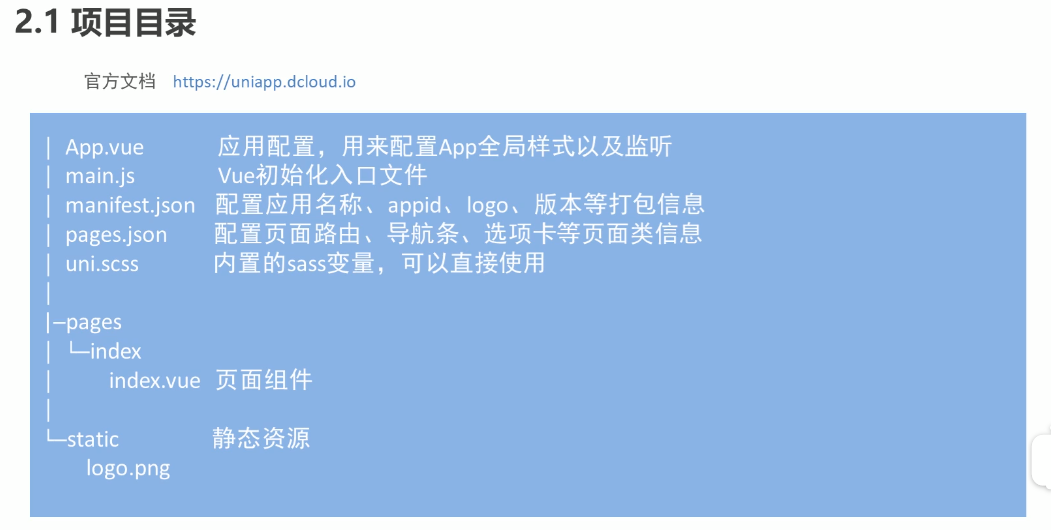 2.1 项目目录
官方文档 https://uniapp.dcloud.io
│ App.vue 应用配置，用来配置App全局样式以及监听
│ main.js Vue初始化入口文件
│ manifest.json 配置应用名称、appid、logo、版本等打包信息
│ pages.json 配置页面路由、导航条、选项卡等页面类信息
│ uni.scss 内置的sass变量，可以直接使用
│
├─pages
│ └─index
│ index.vue 页面组件
│
└─static 静态资源
logo.png